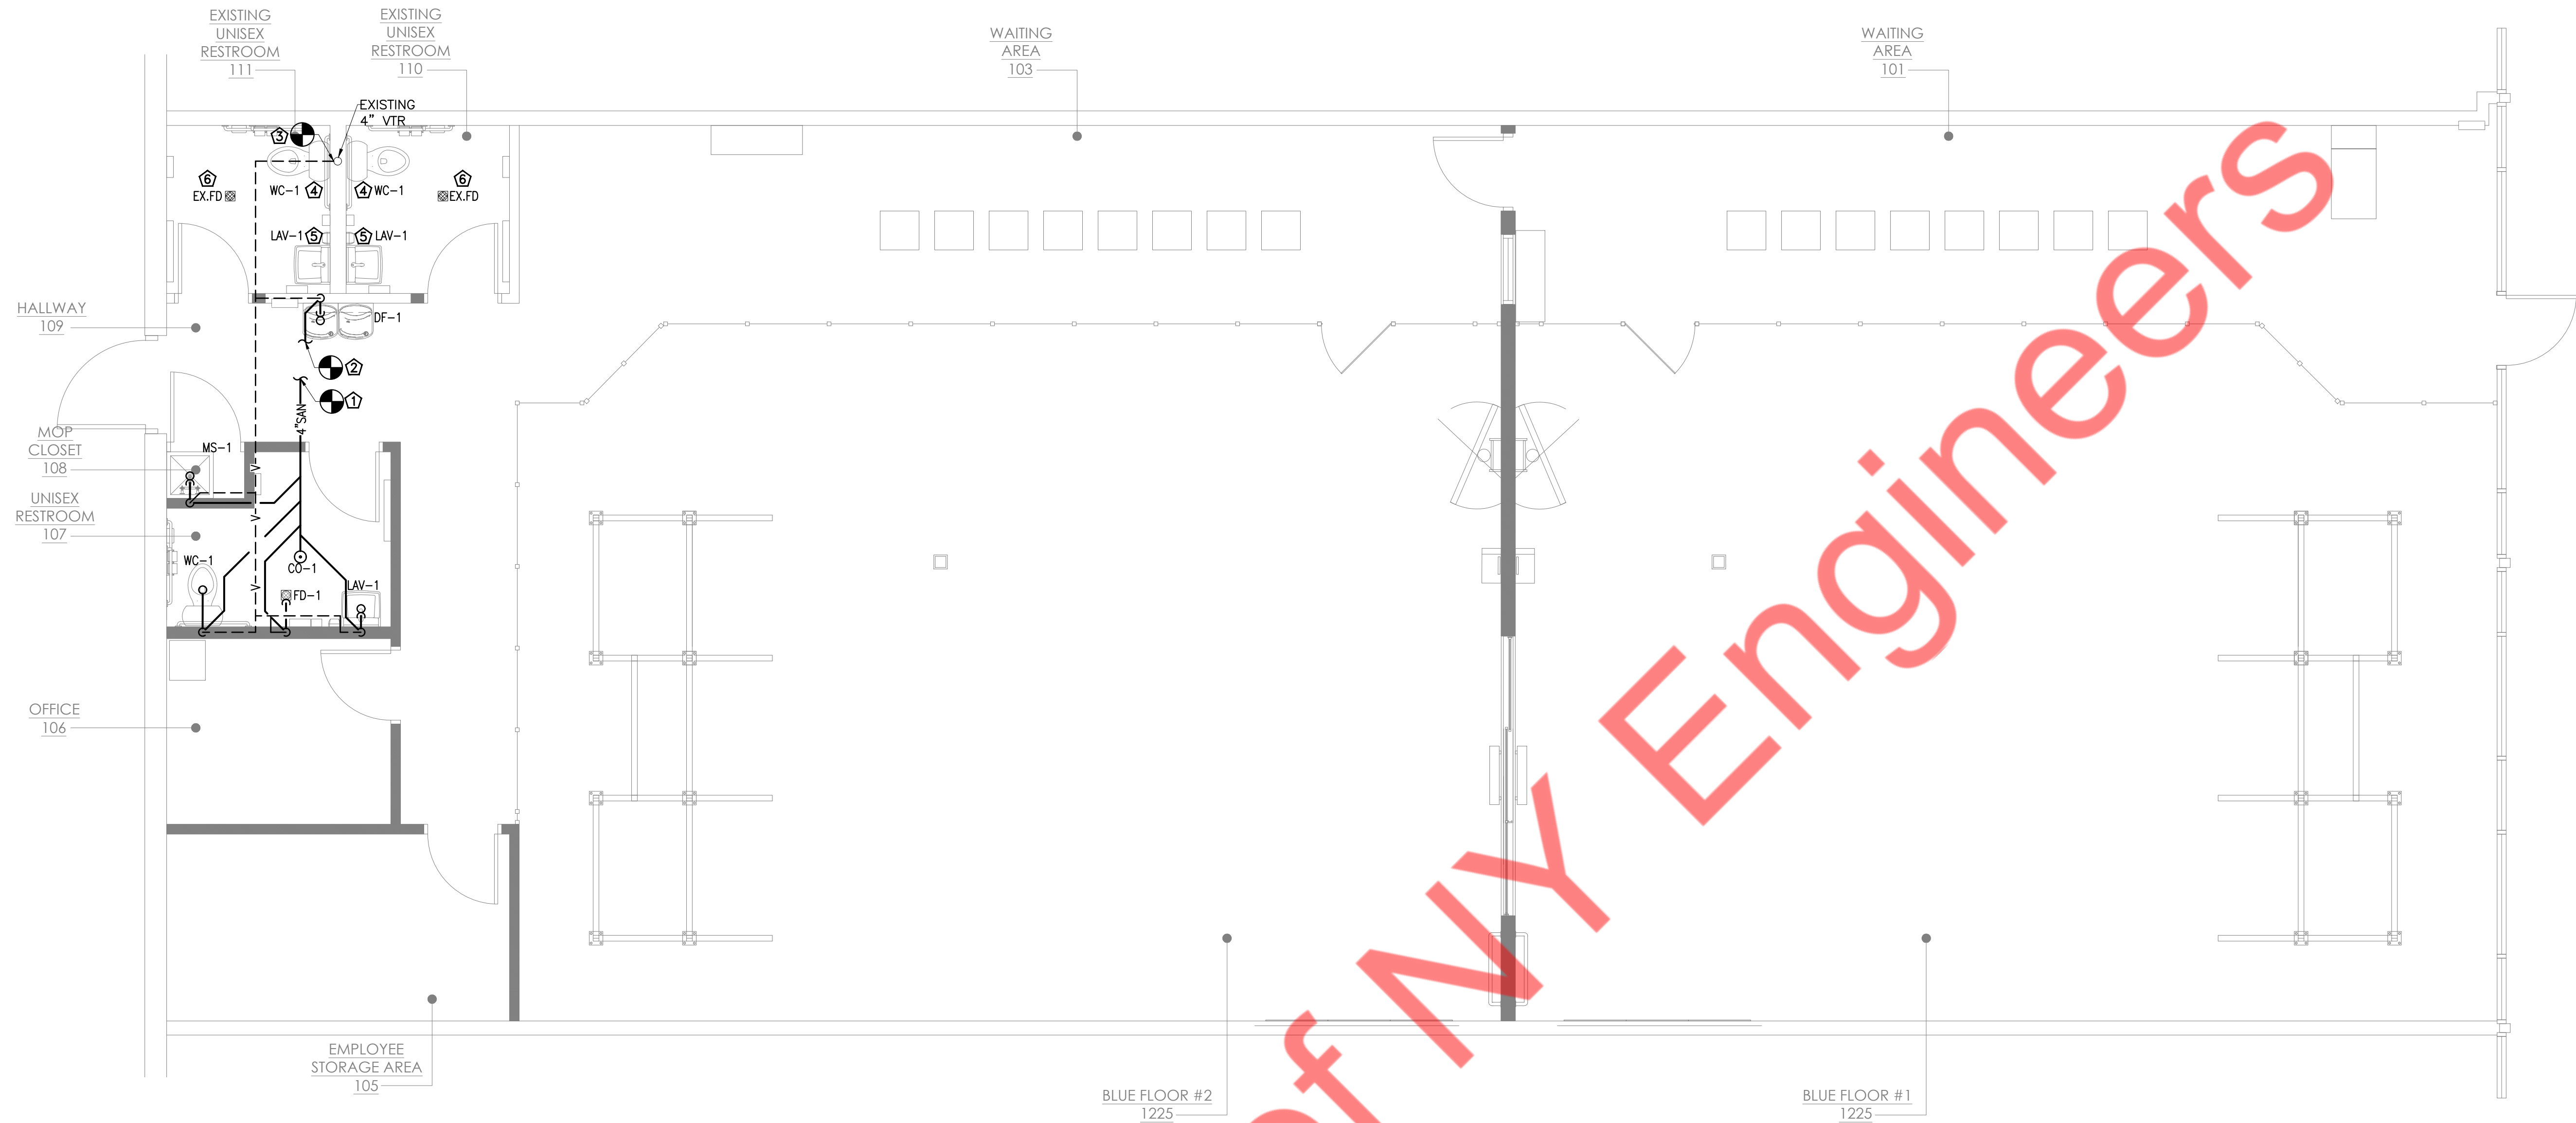 EXISTING
UNISEX
RESTROOM
111
EXISTING
UNISEX
RESTROOM
110
WAITING
AREA
103
WAITING
AREA
101
EXISTING
4" VTR
3
6
EX.FD
WC-1
4
4
WC-1
6
EX.FD
LAV-1
5
5
LAV-1
HALLWAY
109
DF-1
2
1
4"SAN
MOP
CLOSET
108
MS-1
V
UNISEX
RESTROOM
107
V
WC-1
CO-1
V
FD-1
LAV-1
OFFICE
106
EMPLOYEE
STORAGE AREA
105
BLUE FLOOR #2
1225
BLUE FLOOR #1
1225
of NY Engineers